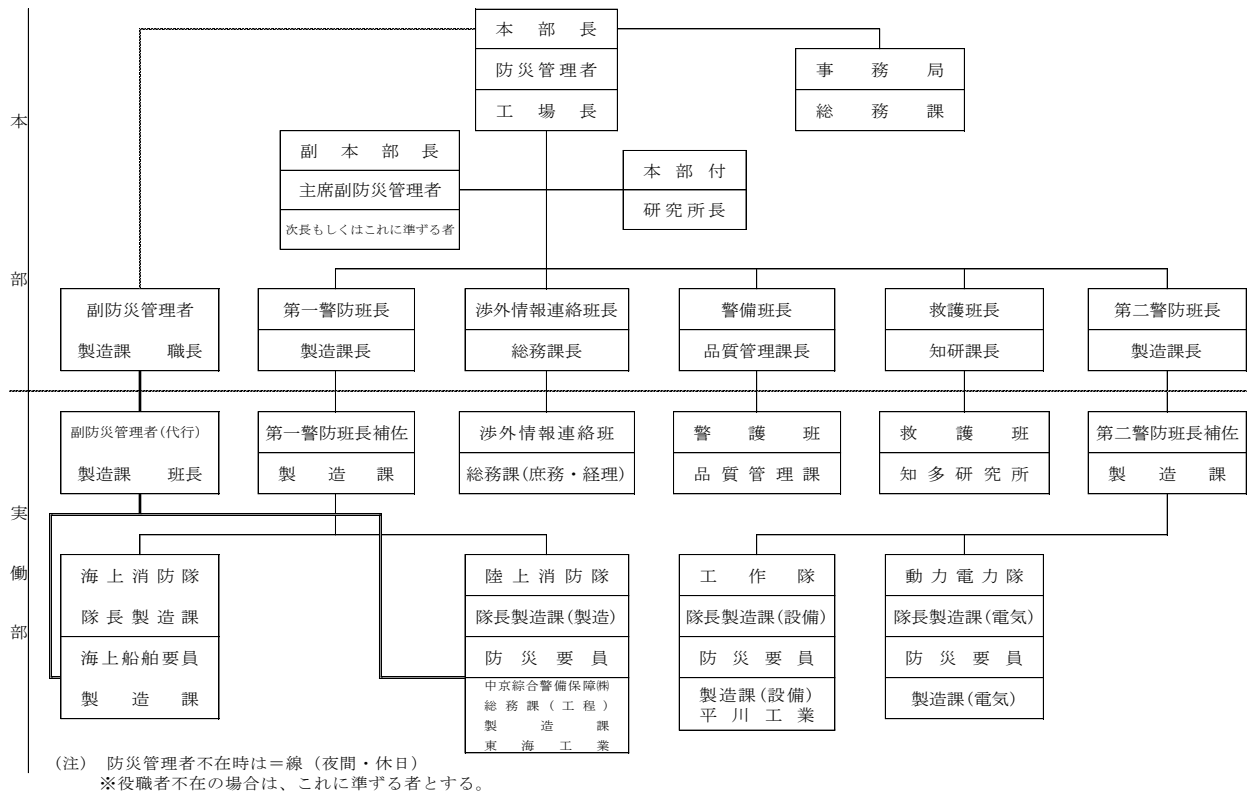 本部
本部長
防災管理者
工場長
事務局
総務課
副本部長
主席副防災管理者
次長もしくはこれに準ずる者
本部付
研究所長
副防災管理者
製造課 職長
第一警防班長
製造課長
渉外情報連絡班長
総務課長
警備班長
品質管理課長
救護班長
知研課長
第二警防班長
製造課長
実働部
副防災管理者(代行)
製造課 班長
第一警防班長補佐
製造課
渉外情報連絡班
総務課(庶務・経理)
警護班
品質管理課
救護班
知多研究所
第二警防班長補佐
製造課
海上消防隊
隊長製造課
海上船舶要員
製造課
陸上消防隊
隊長製造課(製造)
防災要員
中京綜合警備保障㈱
総務課(工程)
製造課
東海工業
工作隊
隊長製造課(設備)
防災要員
製造課(設備)
平川工業
動力電力隊
隊長製造課(電気)
防災要員
製造課(電気)
(注) 防災管理者不在時は=線(夜間・休日)
※役職者不在の場合は、これに準ずる者とする。